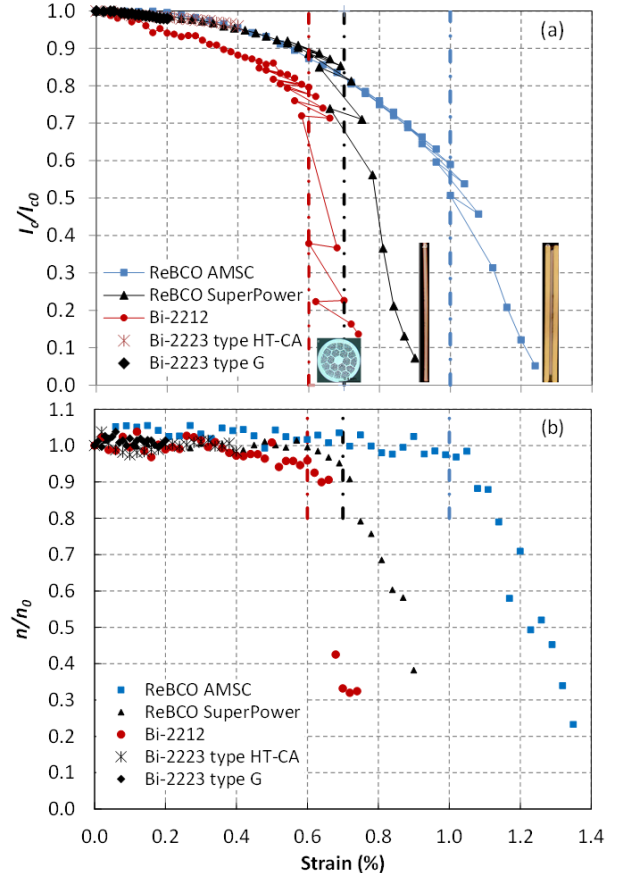 (a)
1.0
0.9
0.8
0.7
0.6
0.5
0.4
0.3
0.2
0.1
0.0
Ic/Ic0
ReBCO AMSC
ReBCO SuperPower
Bi-2212
Bi-2223 type HT-CA
Bi-2223 type G
(b)
1.1
1.0
0.9
0.8
0.7
0.6
0.5
0.4
0.3
0.2
0.1
0.0
n/n0
ReBCO AMSC
ReBCO SuperPower
Bi-2212
Bi-2223 type HT-CA
Bi-2223 type G
0.0 0.2 0.4 0.6 0.8 1.0 1.2 1.4
Strain (%)